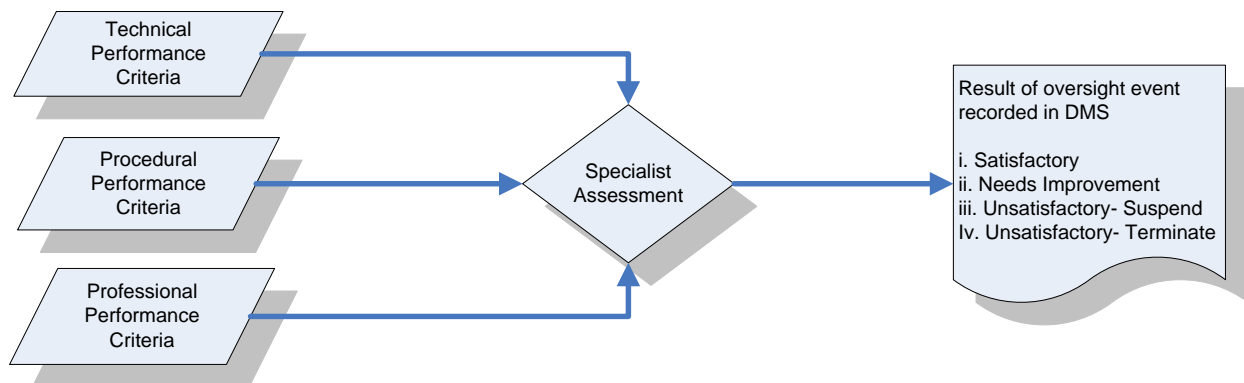 Technical
Performance
Criteria
Procedural
Performance
Criteria
Professional
Performance
Criteria
Specialist
Assessment
Result of oversight event
recorded in DMS
i. Satisfactory
ii. Needs Improvement
iii. Unsatisfactory- Suspend
Iv. Unsatisfactory- Terminate